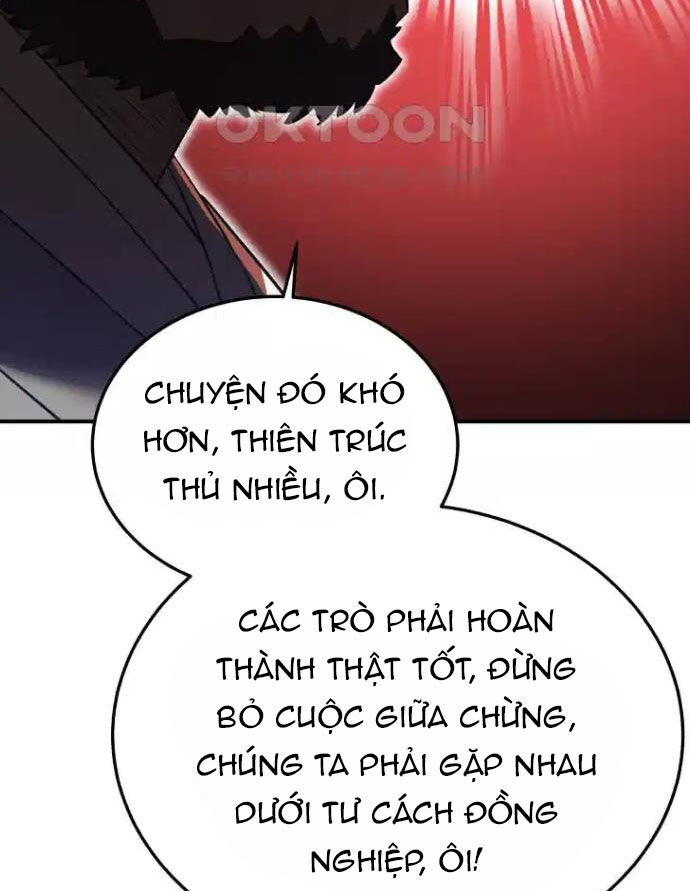 OKTOON
CHUYỆN ĐÓ KHÓ
HƠN, THIÊN TRÚC
THỦ NHIỀU, ÔI.
CÁC TRÒ PHẢI HOÀN
THÀNH THẬT TỐT, ĐỪNG
BỎ CUỘC GIỮA CHỪNG,
CHÚNG TA PHẢI GẶP NHAU
DƯỚI TƯ CÁCH ĐỒNG
NGHIỆP, ÔI!